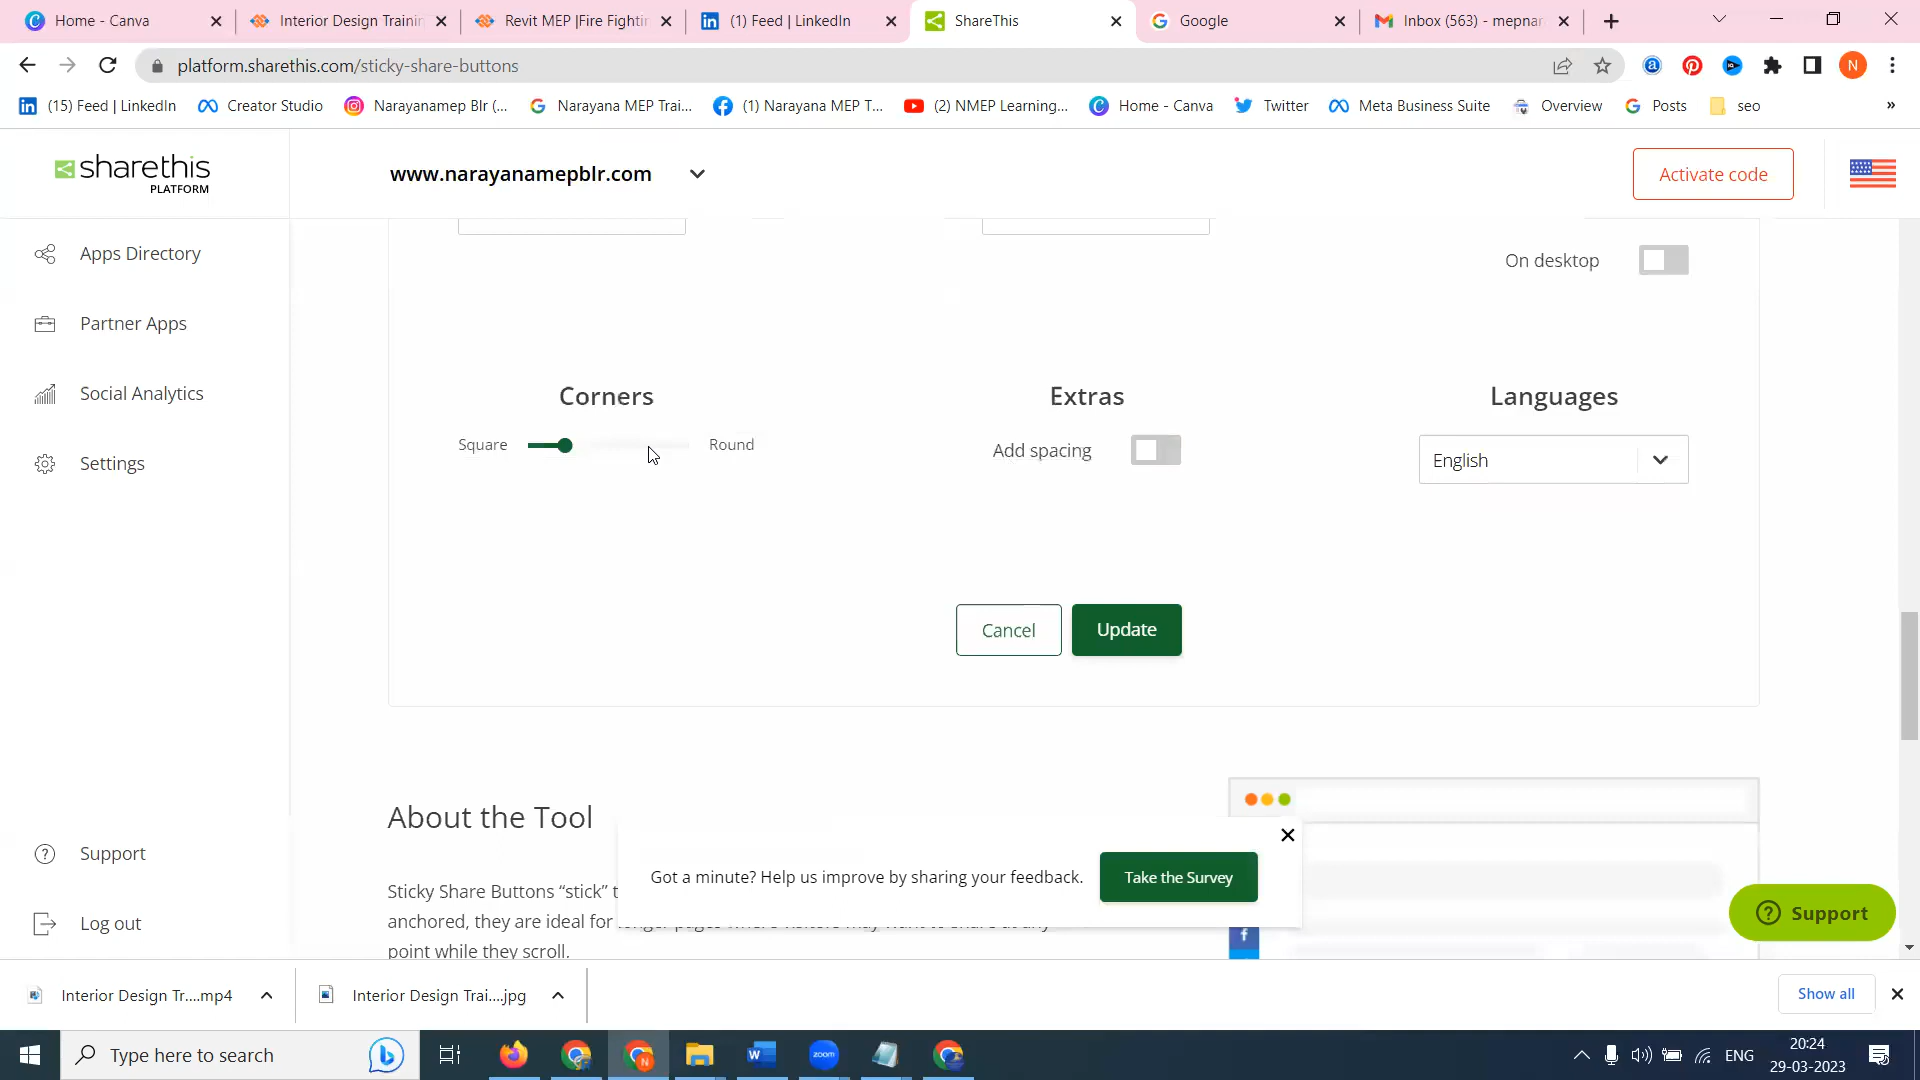 Home - Canva
Interior Design Trainin
Revit MEP |Fire Fightin
(1) Feed | LinkedIn
ShareThis
Google
Inbox (563) - mepnar
platform.sharethis.com/sticky-share-buttons
N
(15) Feed | LinkedIn
Creator Studio
Narayanamep Blr (...
Narayana MEP Trai...
(1) Narayana MEP T...
(2) NMEP Learning...
Home - Canva
Twitter
Meta Business Suite
Overview
Posts
seo
»
sharethis
PLATFORM
www.narayanamepblr.com
Activate code
Apps Directory
Partner Apps
Social Analytics
Settings
On desktop
Corners
Extras
Languages
Square
Round
Add spacing
English
Cancel
Update
About the Tool
Got a minute? Help us improve by sharing your feedback.
Take the Survey
Sticky Share Buttons “stick” t
anchored, they are ideal for
point while they scroll.
Support
Log out
Support
Interior Design Tr....mp4
Interior Design Trai....jpg
Show all
Type here to search
zoom
ENG
20:24
29-03-2023